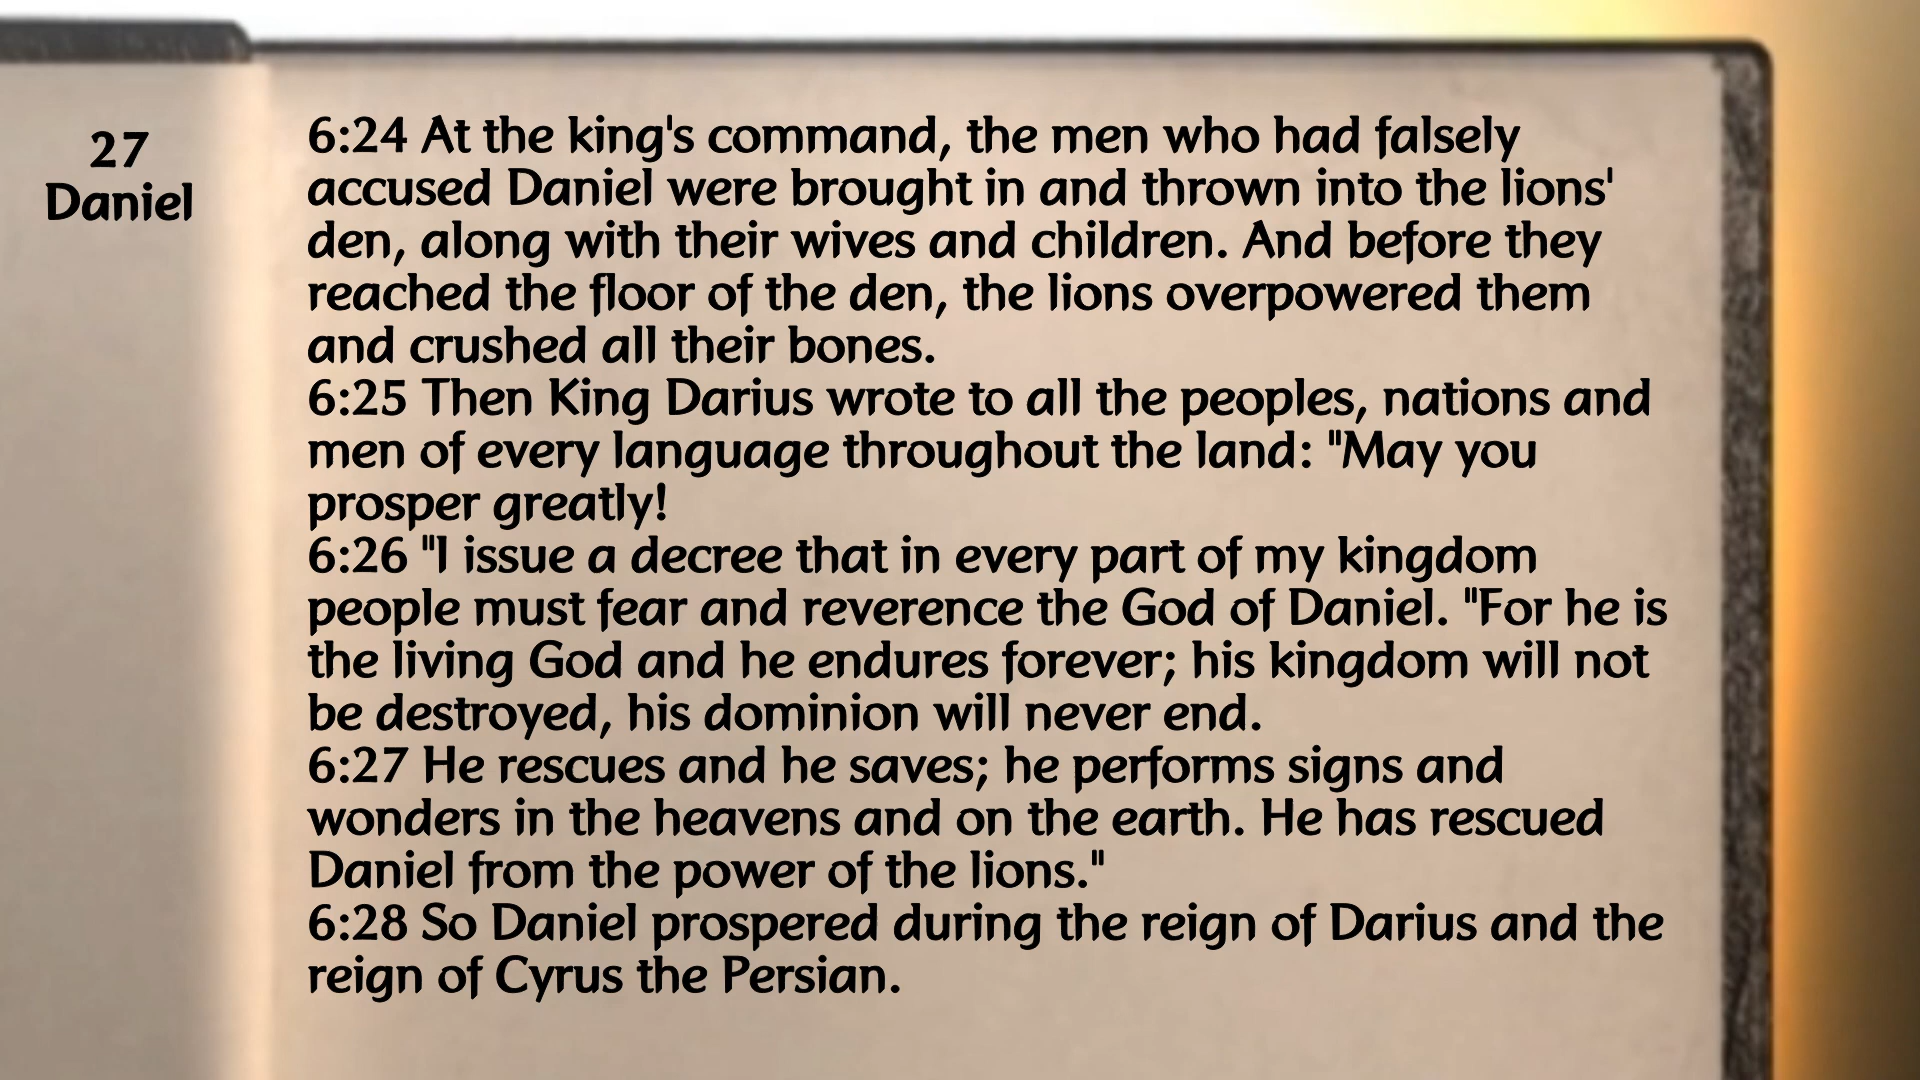 27
Daniel
6:24 At the king's command, the men who had falsely
accused Daniel were brought in and thrown into the lions'
den, along with their wives and children. And before they
reached the floor of the den, the lions overpowered them
and crushed all their bones.
6:25 Then King Darius wrote to all the peoples, nations and
men of every language throughout the land: "May you
prosper greatly!
6:26 "I issue a decree that in every part of my kingdom
people must fear and reverence the God of Daniel. "For he is
the living God and he endures forever; his kingdom will not
be destroyed, his dominion will never end.
6:27 He rescues and he saves; he performs signs and
wonders in the heavens and on the earth. He has rescued
Daniel from the power of the lions."
6:28 So Daniel prospered during the reign of Darius and the
reign of Cyrus the Persian.